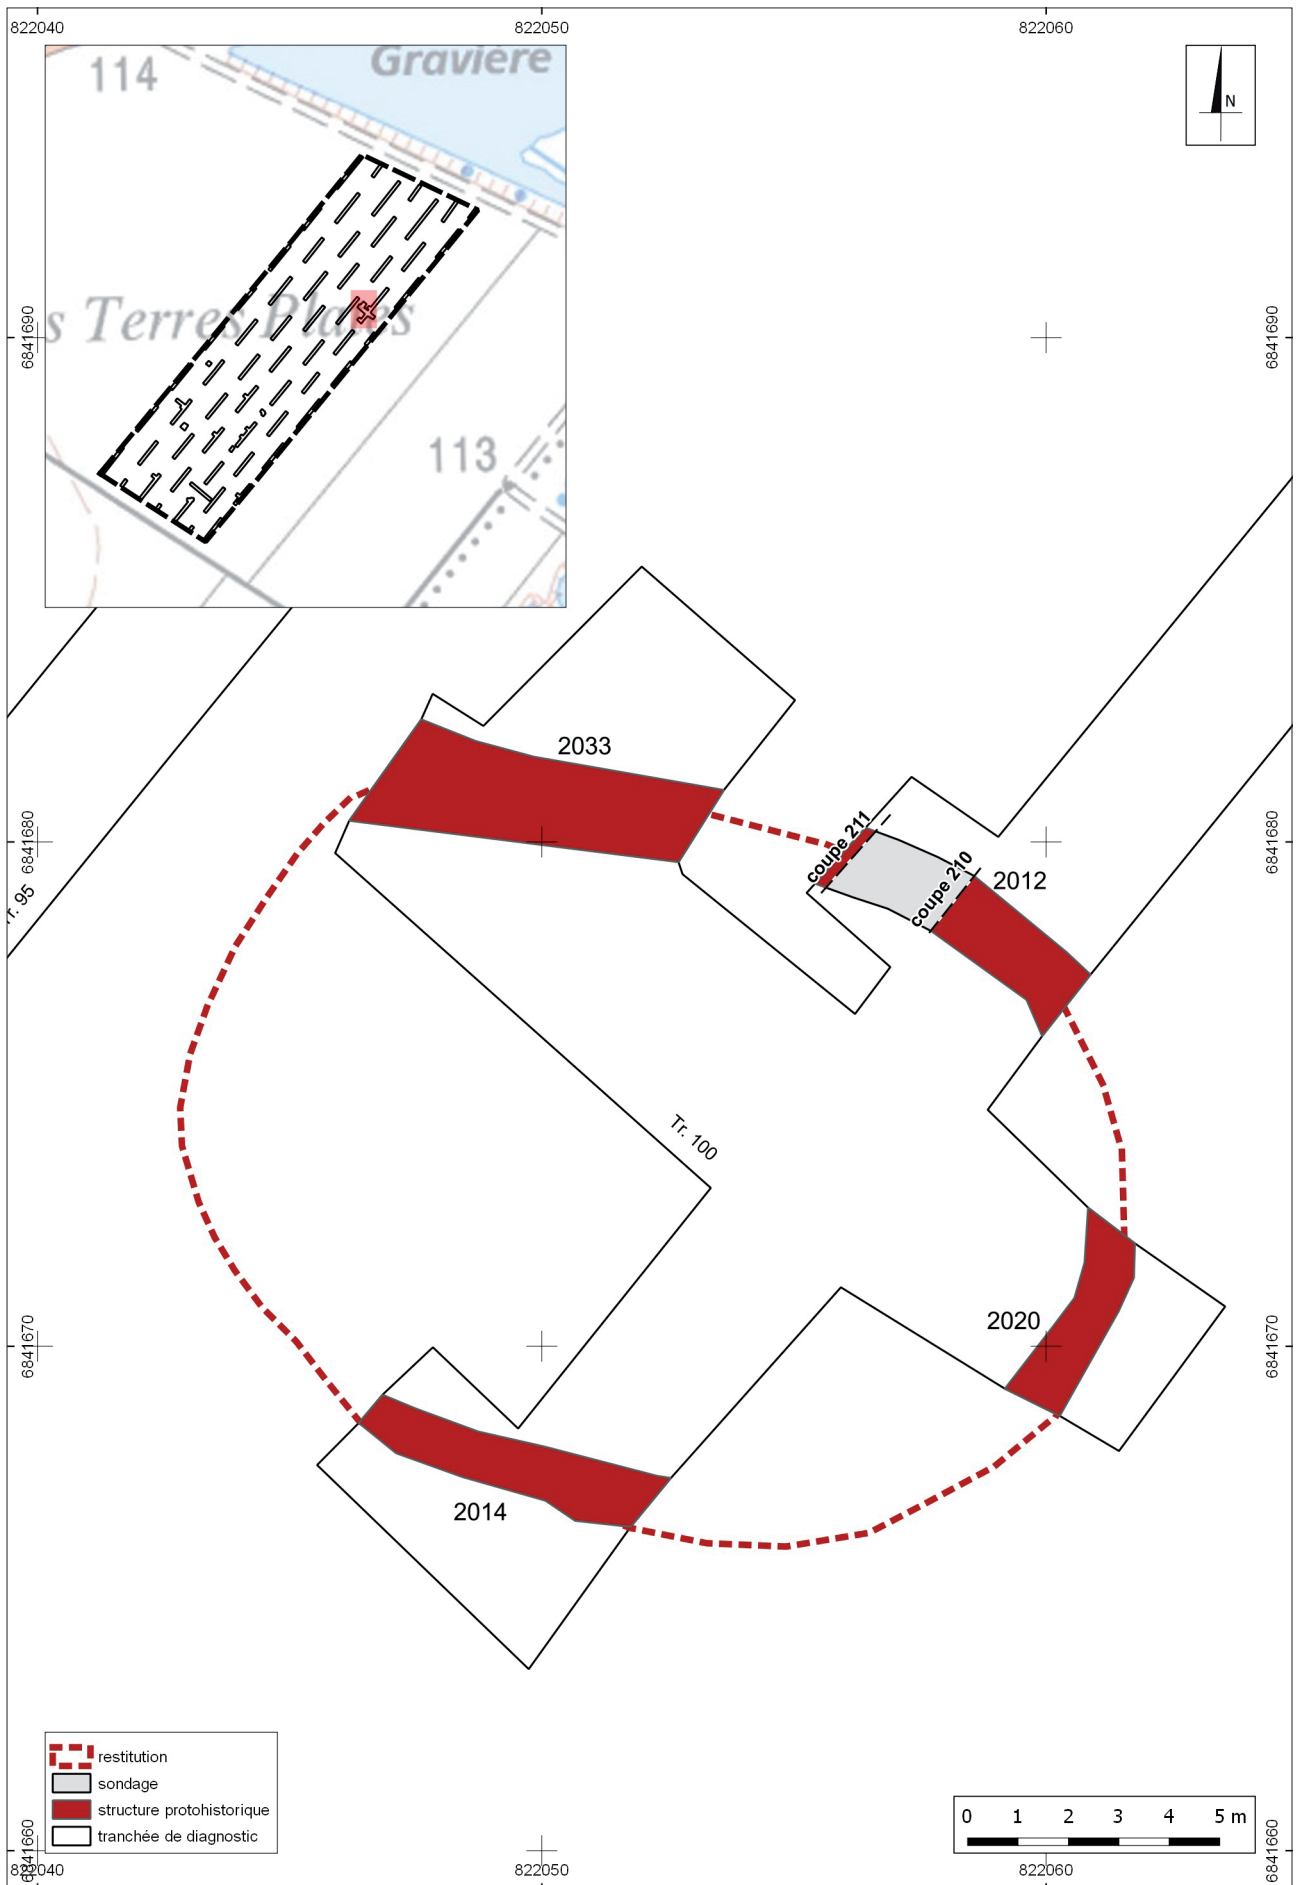 822040
822050
822060
Gravière
114
s Terres Plates
113
N
6841690
6841690
2033
coupe 211
coupe 210
2012
6841680
6841680
Tr. 95
Tr. 100
2020
6841670
6841670
2014
restitution
sondage
structure protohistorique
tranchée de diagnostic
0 1 2 3 4 5 m
6841660
6841660
822040
822050
822060